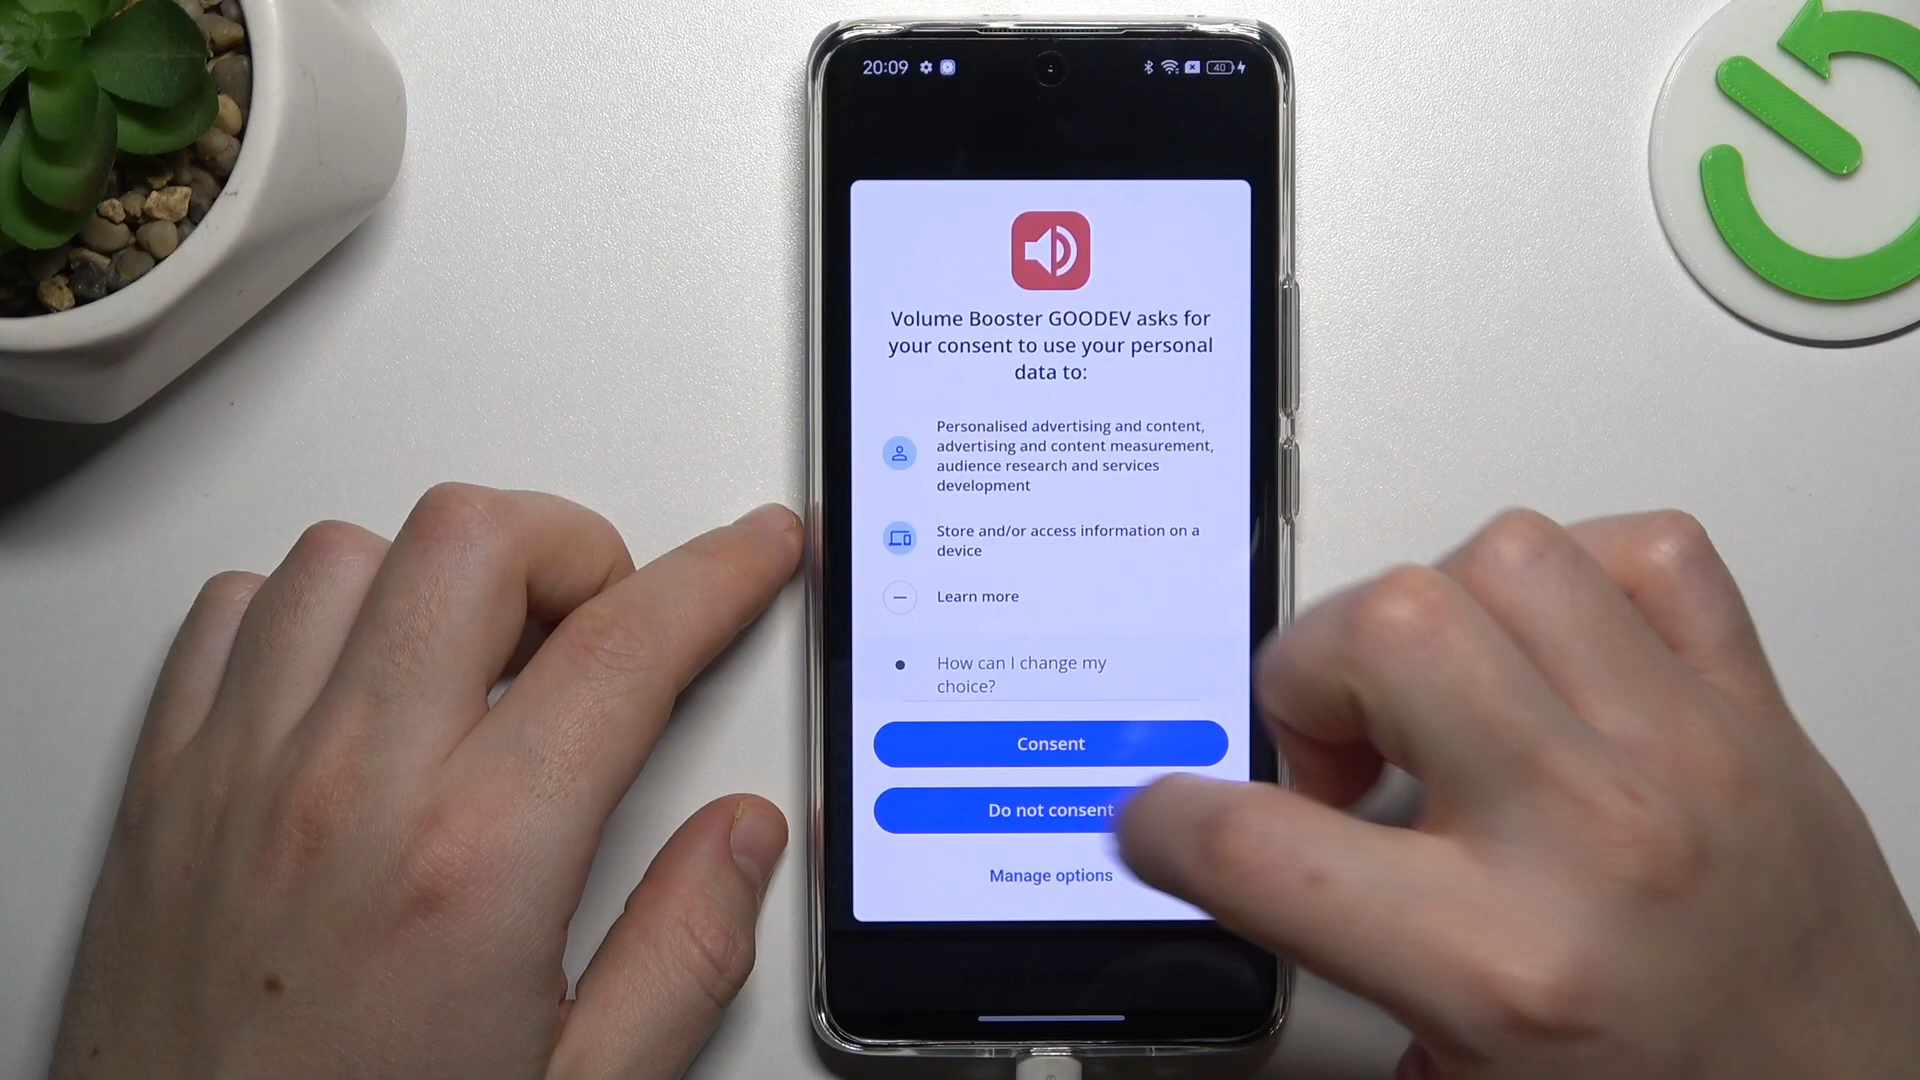 20:09
40
Volume Booster GOODEV asks for
your consent to use your personal
data to:
Personalised advertising and content,
advertising and content measurement,
audience research and services
development
Store and/or access information on a
device
Learn more
How can I change my
choice?
Consent
Do not consent
Manage options